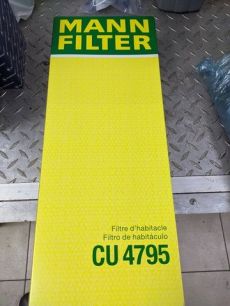 MANN
FILTER
Filtre d'habitacle
Filtro de habitáculo
CU 4795